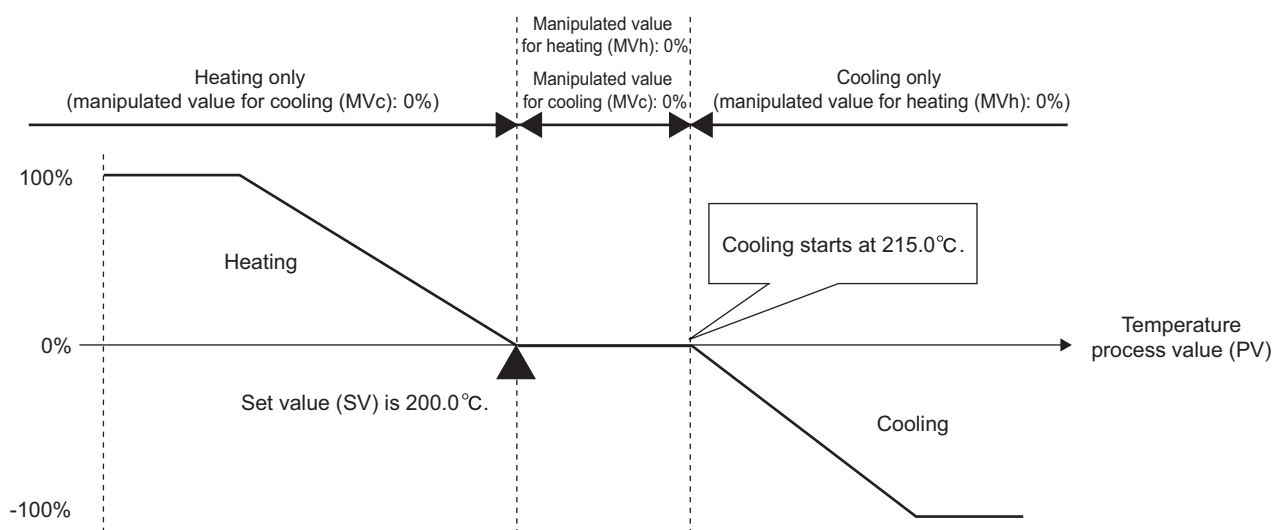 Manipulated value
for heating (MVh): 0%
Heating only
(manipulated value for cooling (MVc): 0%)
Manipulated value
for cooling (MVc): 0%
Cooling only
(manipulated value for heating (MVh): 0%)
100%
Heating
Cooling starts at 215.0℃.
0%
Temperature
process value (PV)
Set value (SV) is 200.0℃.
Cooling
-100%